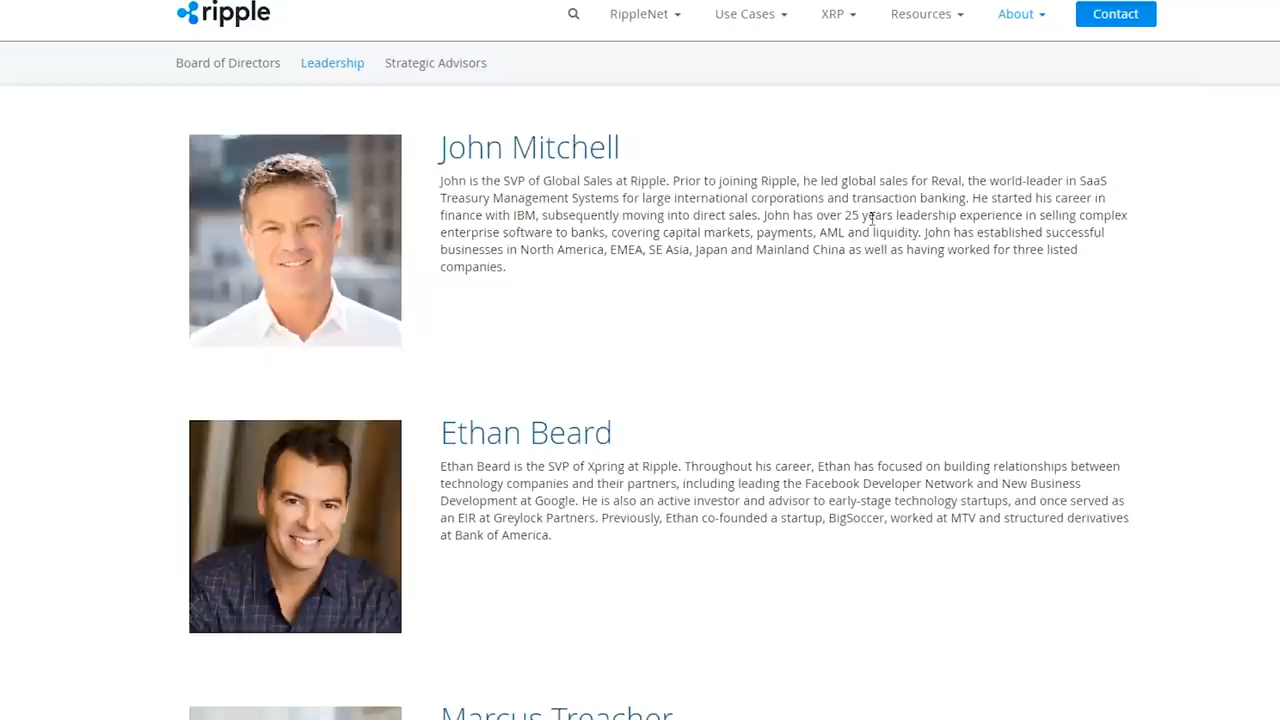 ripple
RippleNet
Use Cases
XRP
Resources
About
Contact
Board of Directors
Leadership
Strategic Advisors
John Mitchell
John is the SVP of Global Sales at Ripple. Prior to joining Ripple, he led global sales for Reval, the world-leader in SaaS
Treasury Management Systems for large international corporations and transaction banking. He started his career in
finance with IBM, subsequently moving into direct sales. John has over 25 years leadership experience in selling complex
enterprise software to banks, covering capital markets, payments, AML and liquidity. John has established successful
businesses in North America, EMEA, SE Asia, Japan and Mainland China as well as having worked for three listed
companies.
Ethan Beard
Ethan Beard is the SVP of Xpring at Ripple. Throughout his career, Ethan has focused on building relationships between
technology companies and their partners, including leading the Facebook Developer Network and New Business
Development at Google. He is also an active investor and advisor to early-stage technology startups, and once served as
an EIR at Greylock Partners. Previously, Ethan co-founded a startup, BigSoccer, worked at MTV and structured derivatives
at Bank of America.
Marcus Treacher